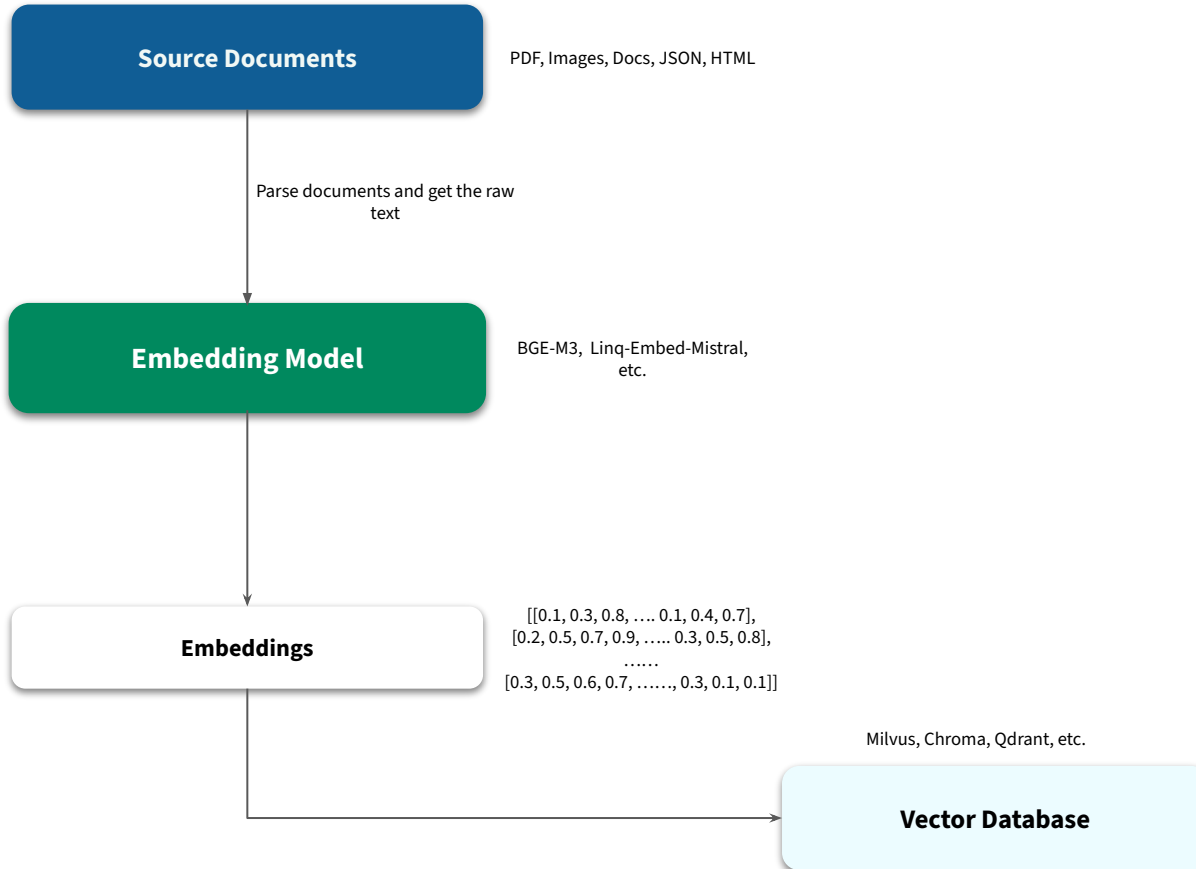 Source Documents
PDF, Images, Docs, JSON, HTML
Parse documents and get the raw
text
Embedding Model
BGE-M3,  Linq-Embed-Mistral,
etc.
Embeddings
[[0.1, 0.3, 0.8, …. 0.1, 0.4, 0.7],
[0.2, 0.5, 0.7, 0.9, ….. 0.3, 0.5, 0.8],
……
[0.3, 0.5, 0.6, 0.7, ……, 0.3, 0.1, 0.1]]
Milvus, Chroma, Qdrant, etc.
Vector Database